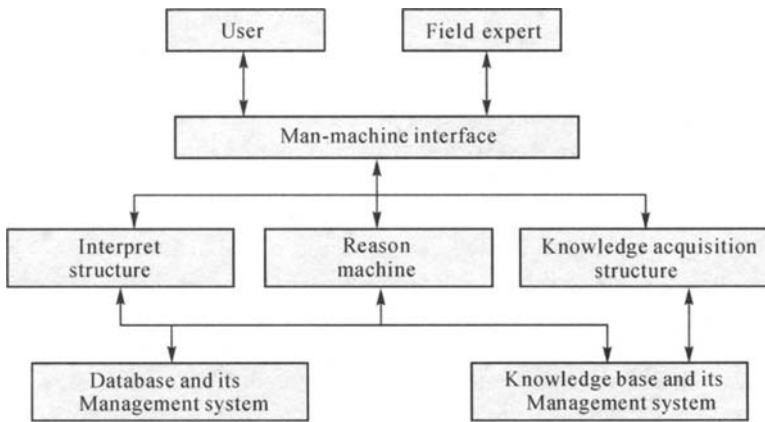 User
Field expert
Man-machine interface
Interpret
structure
Reason
machine
Knowledge acquisition
structure
Database and its
Management system
Knowledge base and its
Management system